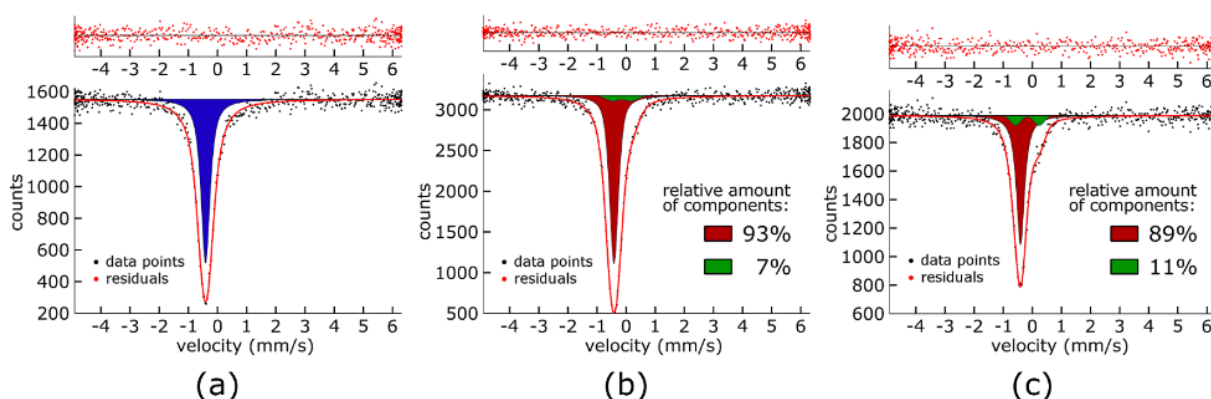 -4 -3 -2 -1 0 1 2 3 4 5 6
1600
1400
1200
1000
800
600
400
200
counts
data points
residuals
-4 -3 -2 -1 0 1 2 3 4 5 6
velocity (mm/s)
(a)
-4 -3 -2 -1 0 1 2 3 4 5 6
3000
2500
2000
1500
1000
500
counts
relative amount
of components:
93%
7%
data points
residuals
-4 -3 -2 -1 0 1 2 3 4 5 6
velocity (mm/s)
(b)
-4 -3 -2 -1 0 1 2 3 4 5 6
2000
1800
1600
1400
1200
1000
800
600
counts
relative amount
of components:
89%
11%
data points
residuals
-4 -3 -2 -1 0 1 2 3 4 5 6
velocity (mm/s)
(c)